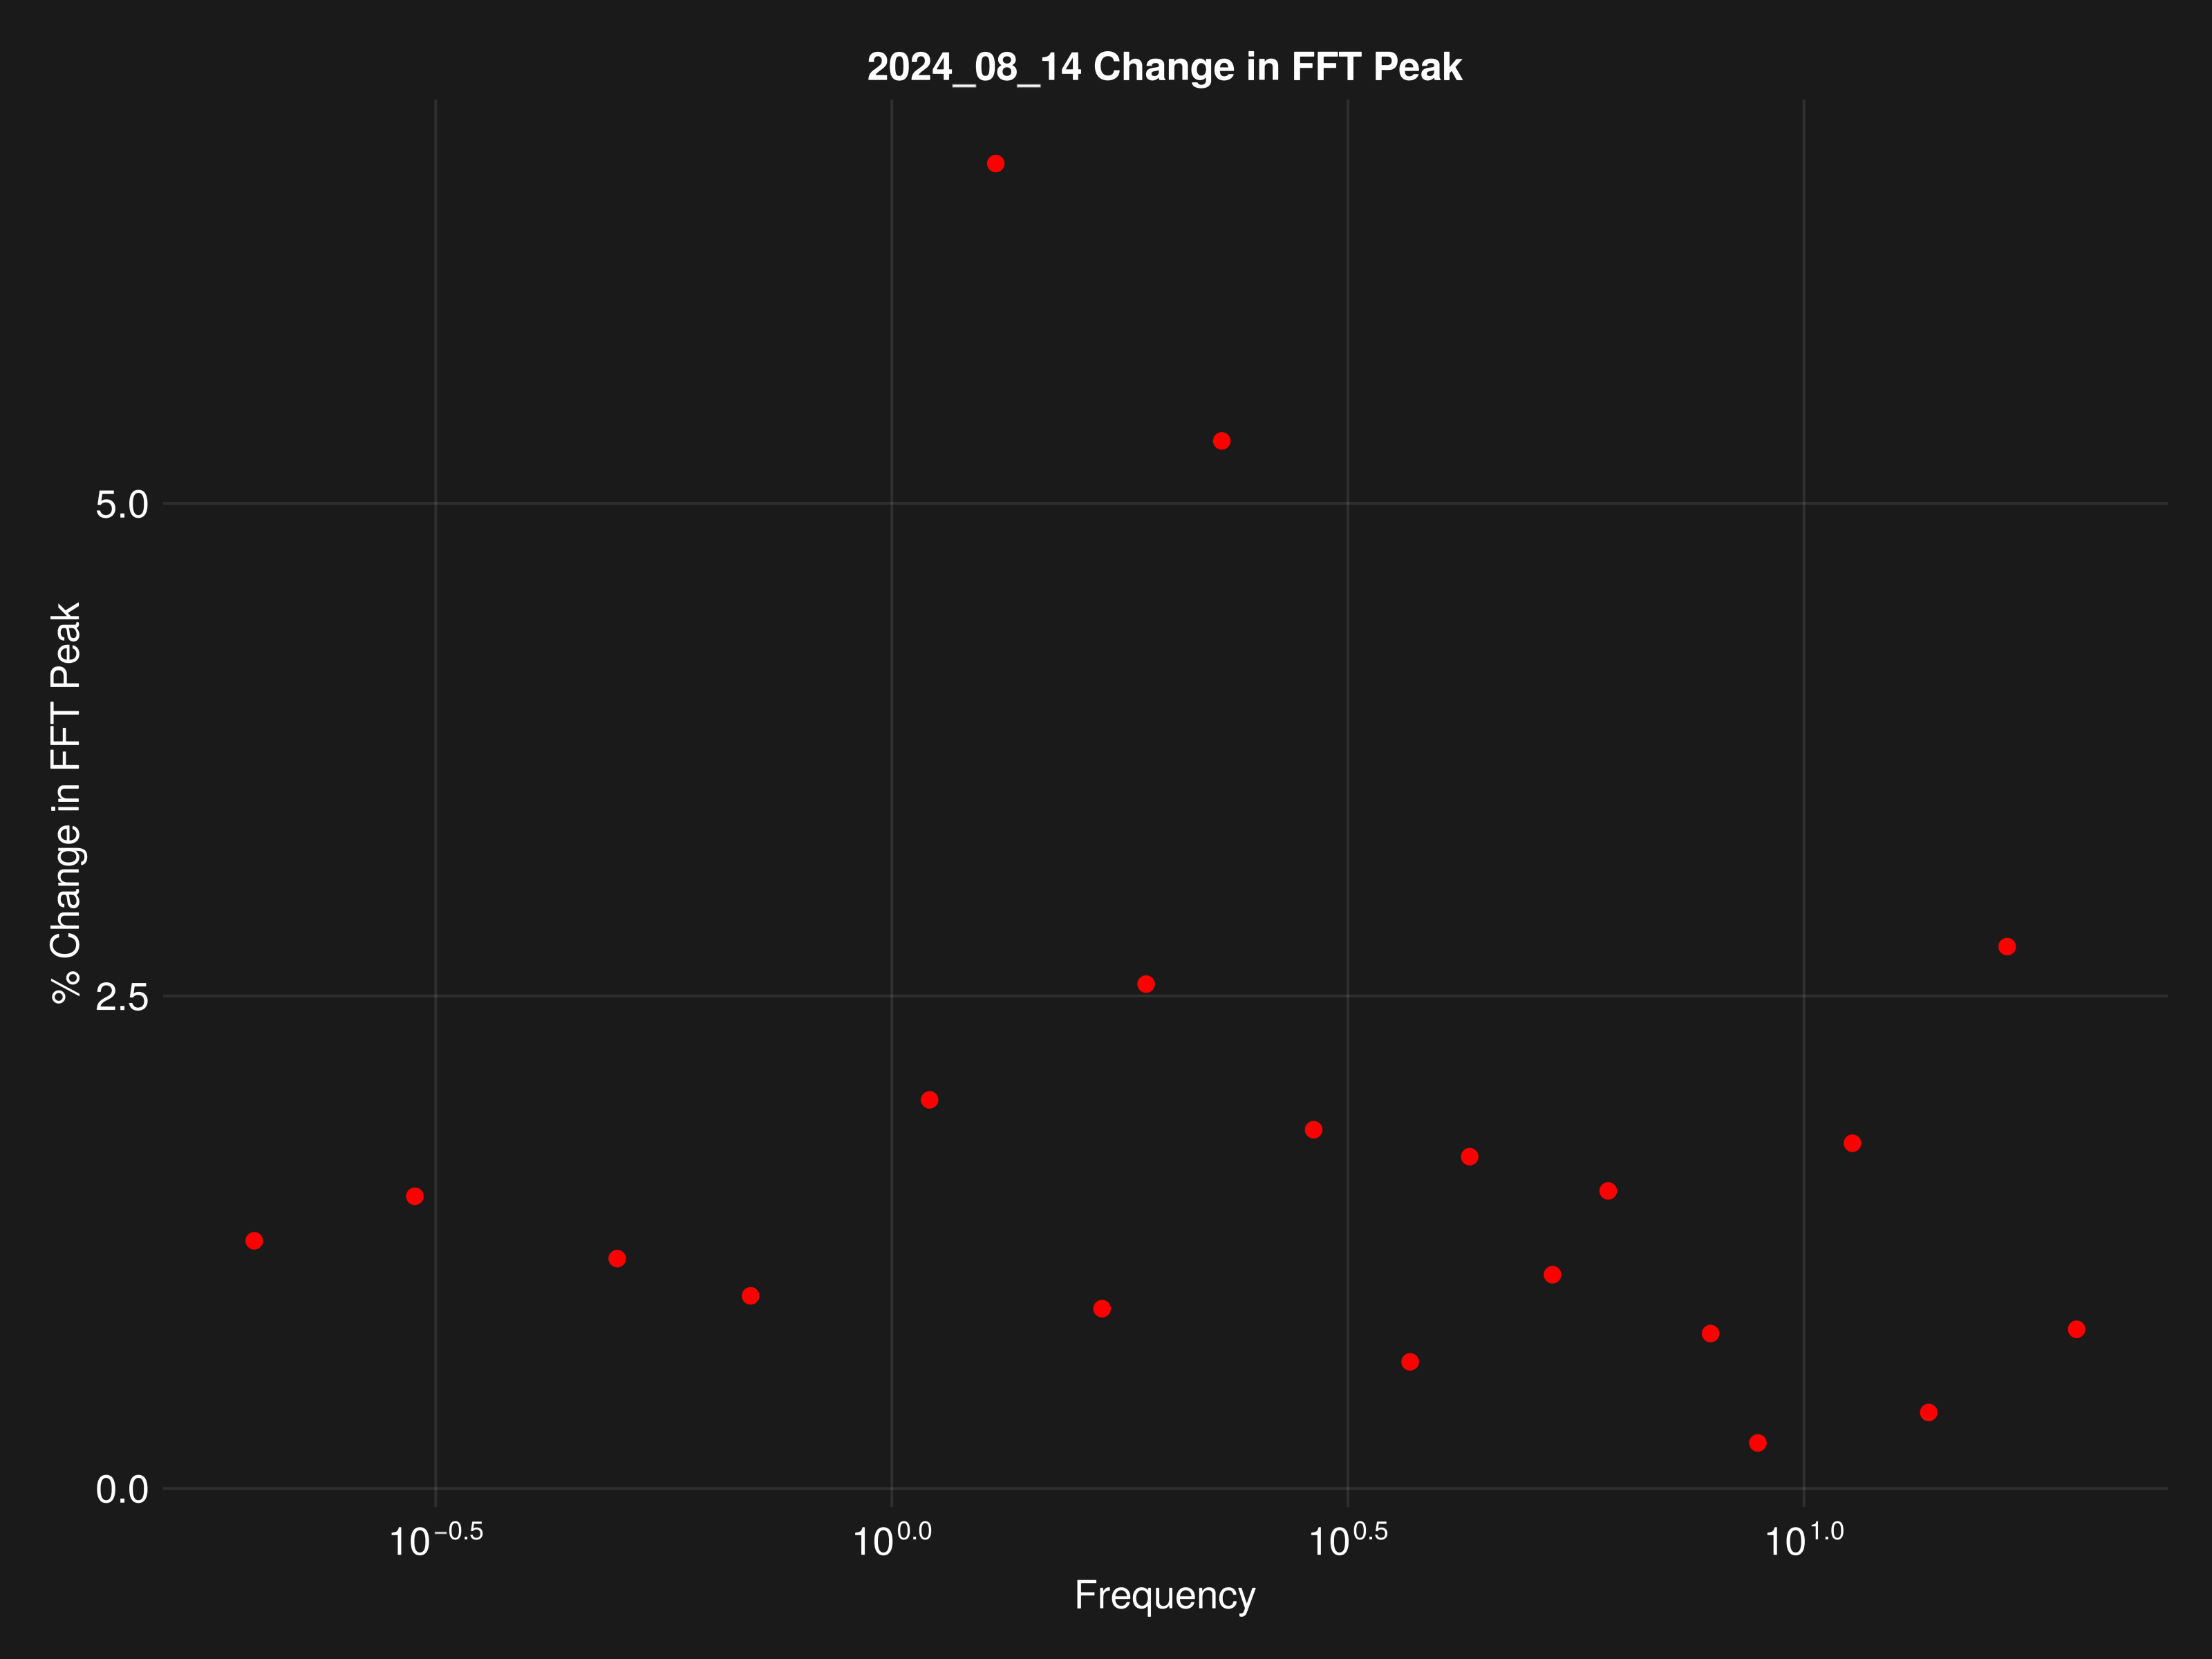 2024_08_14 Change in FFT Peak
% Change in FFT Peak
5.0
2.5
0.0
10^−0.5 10^0.0 10^0.5 10^1.0
Frequency